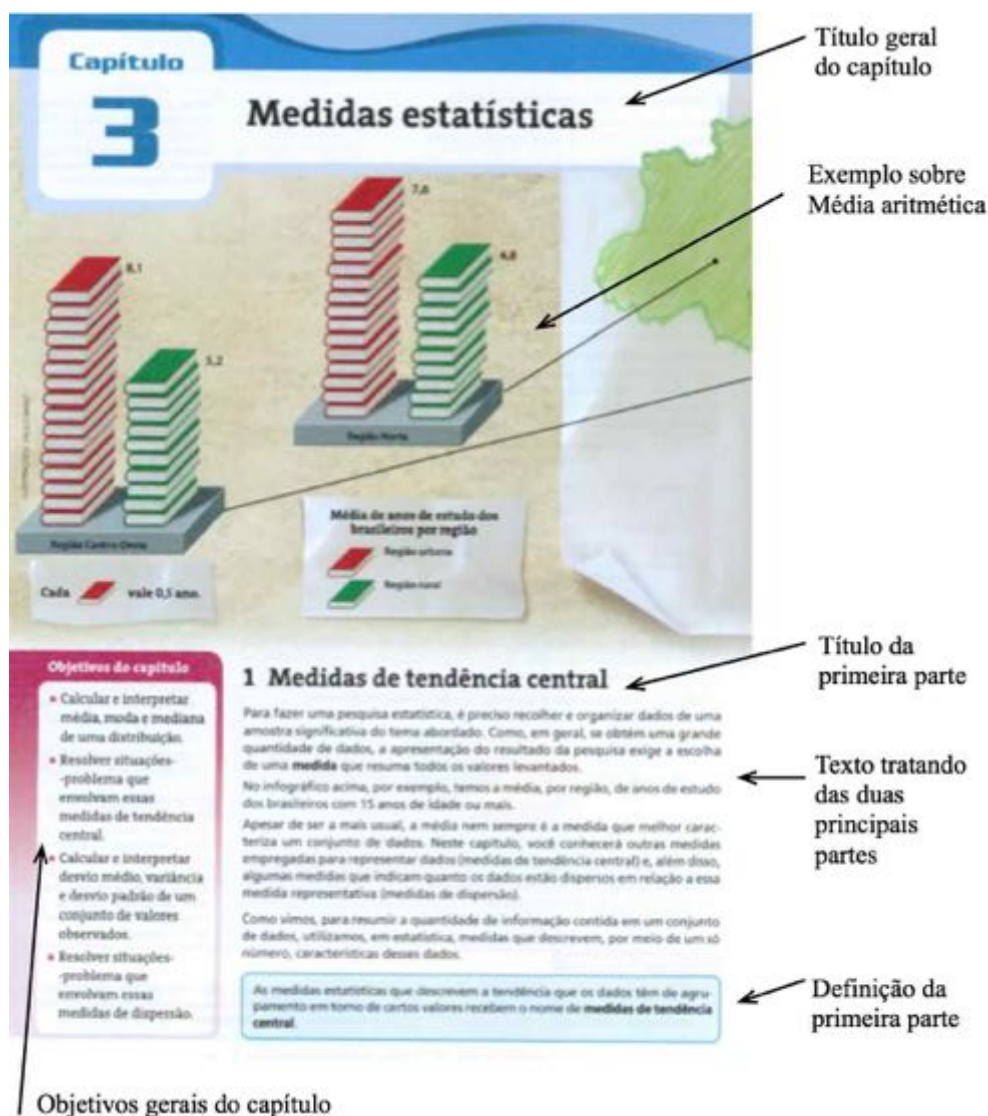 Capítulo
3
Medidas estatísticas
Título geral
do capítulo
Exemplo sobre
Média aritmética
7,6
4,8
8,1
5,2
Região Norte
Região Centro-Oeste
Média de anos de estudo dos
brasileiros por região
Região urbana
Região rural
Cada vale 0,5 ano.
Objetivos do capítulo
• Calcular e interpretar
média, moda e mediana
de uma distribuição.
• Resolver situações-
-problema que
envolvam essas
medidas de tendência
central.
• Calcular e interpretar
desvio médio, variância
e desvio padrão de um
conjunto de valores
observados.
• Resolver situações-
-problema que
envolvam essas
medidas de dispersão.
1 Medidas de tendência central
Para fazer uma pesquisa estatística, é preciso recolher e organizar dados de uma
amostra significativa do tema abordado. Como, em geral, se obtém uma grande
quantidade de dados, a apresentação do resultado da pesquisa exige a escolha
de uma medida que resuma todos os valores levantados.
No infográfico acima, por exemplo, temos a média, por região, de anos de estudo
dos brasileiros com 15 anos de idade ou mais.
Apesar de ser a mais usual, a média nem sempre é a medida que melhor carac-
teriza um conjunto de dados. Neste capítulo, você conhecerá outras medidas
empregadas para representar dados (medidas de tendência central) e, além disso,
algumas medidas que indicam quanto os dados estão dispersos em relação a essa
medida representativa (medidas de dispersão).
Como vimos, para resumir a quantidade de informação contida em um conjunto
de dados, utilizamos, em estatística, medidas que descrevem, por meio de um só
número, características desses dados.
As medidas estatísticas que descrevem a tendência que os dados têm de agru-
pamento em torno de certos valores recebem o nome de medidas de tendência
central.
Título da
primeira parte
Texto tratando
das duas
principais
partes
Definição da
primeira parte
Objetivos gerais do capítulo